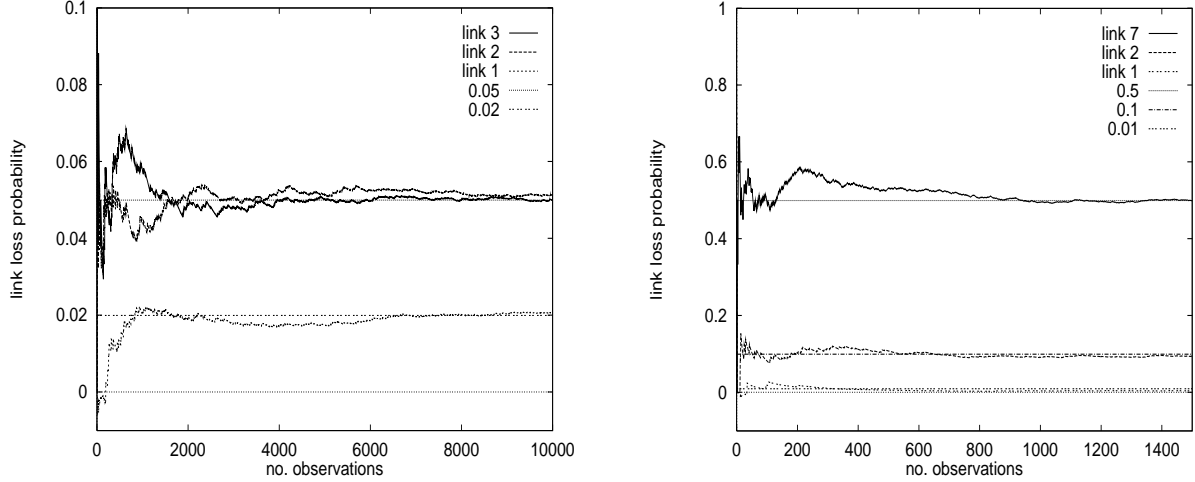 0.1
0.08
0.06
0.04
0.02
0
link loss probability
0 2000 4000 6000 8000 10000
no. observations
link 3
link 2
link 1
0.05
0.02
1
0.8
0.6
0.4
0.2
0
link loss probability
0 200 400 600 800 1000 1200 1400
no. observations
link 7
link 2
link 1
0.5
0.1
0.01